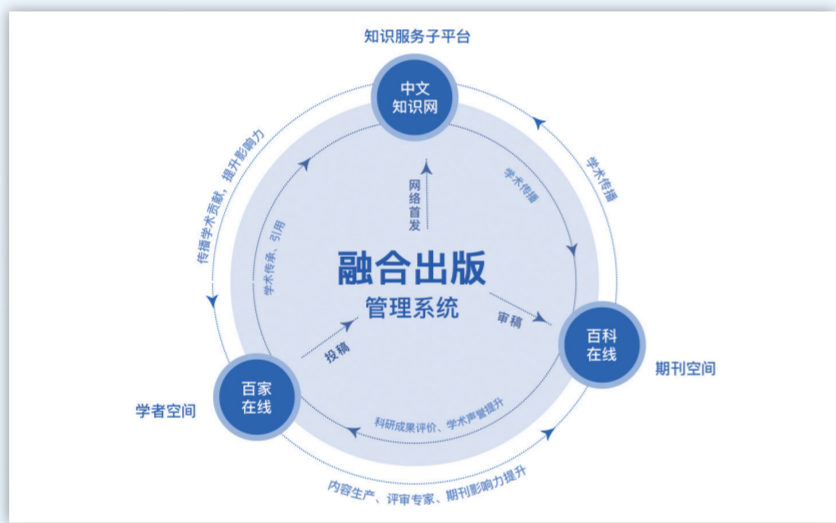 知识服务子平台
中文
知识网
传播学术贡献，提升影响力
学术传播
学术传播
网络首发
学术传承、引用
融合出版
管理系统
投稿
审稿
百科
在线
期刊空间
百家
在线
学者空间
科研成果评价、学术声誉提升
内容生产、评审专家、期刊影响力提升